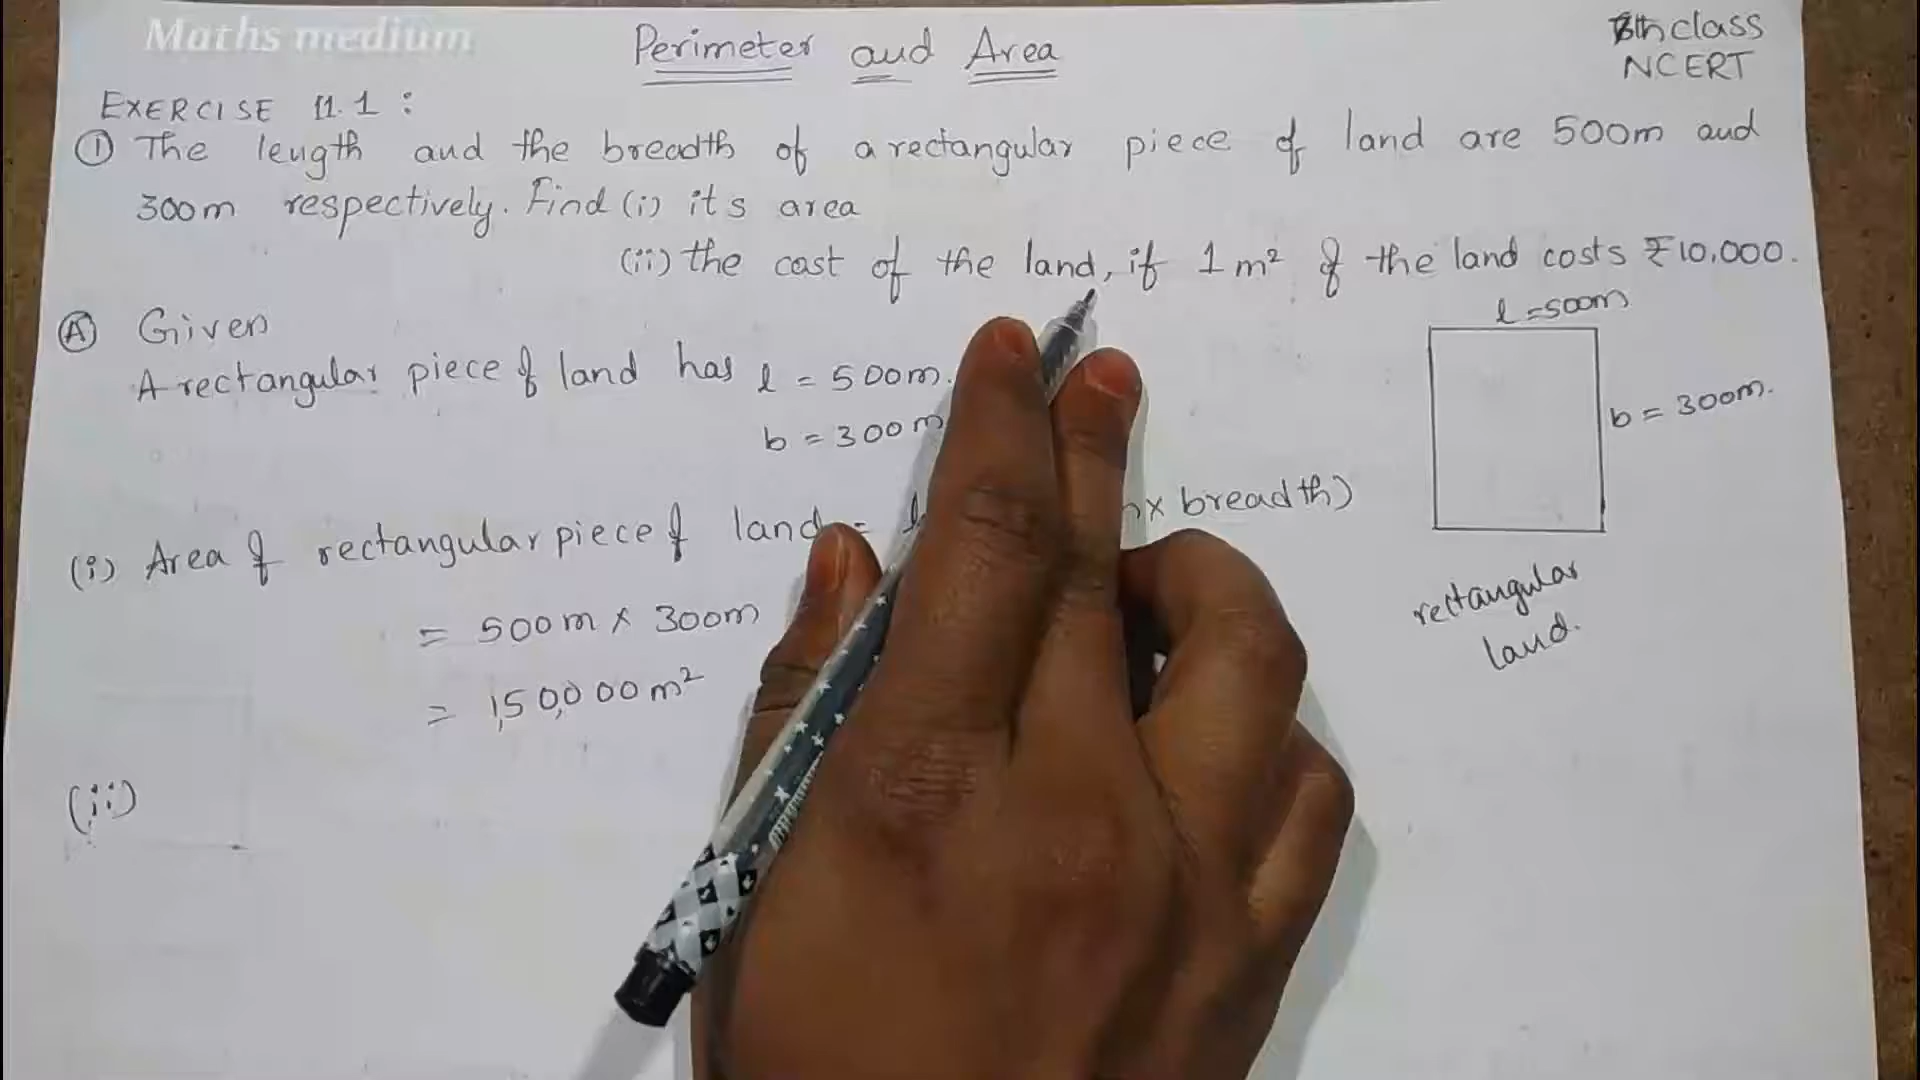 Maths medium
Perimeter and Area
7th class
NCERT
EXERCISE 11.1 :
① The length and the breadth of a rectangular piece of land are 500m and
300m respectively. Find (i) its area
(ii) the cost of the land, if 1 m² of the land costs ₹10,000.
Ⓐ Given
A rectangular piece of land has l = 500m.
b = 300m
l = 500m
b = 300m.
rectangular
land.
(i) Area of rectangular piece of land = x breadth)
= 500m x 300m
= 1,50,000 m²
(ii)